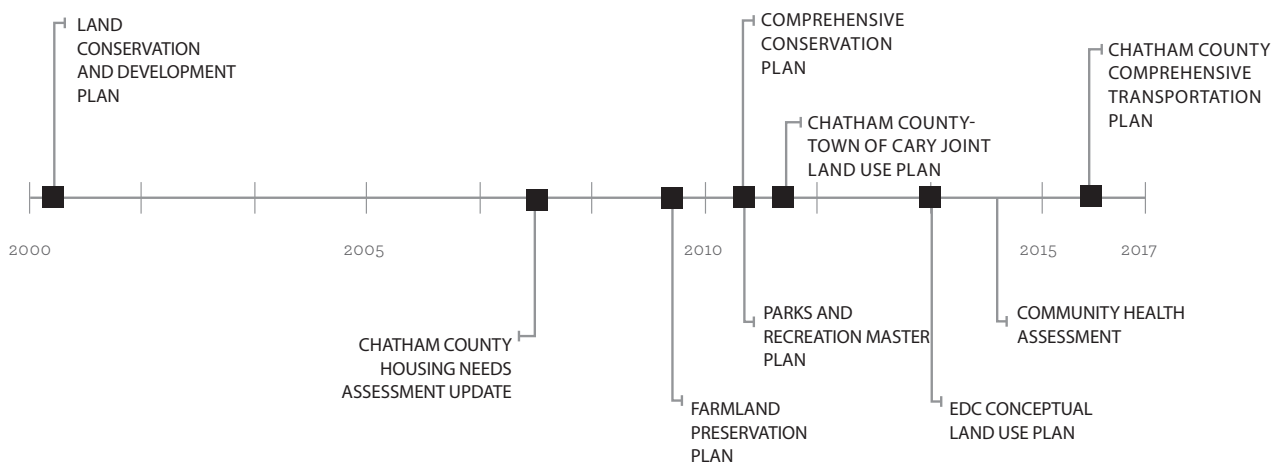 LAND
CONSERVATION
AND DEVELOPMENT
PLAN
COMPREHENSIVE
CONSERVATION
PLAN
CHATHAM COUNTY
COMPREHENSIVE
TRANSPORTATION
PLAN
CHATHAM COUNTY-
TOWN OF CARY JOINT
LAND USE PLAN
2000
2005
2010
2015
2017
CHATHAM COUNTY
HOUSING NEEDS
ASSESSMENT UPDATE
FARMLAND
PRESERVATION
PLAN
PARKS AND
RECREATION MASTER
PLAN
EDC CONCEPTUAL
LAND USE PLAN
COMMUNITY HEALTH
ASSESSMENT